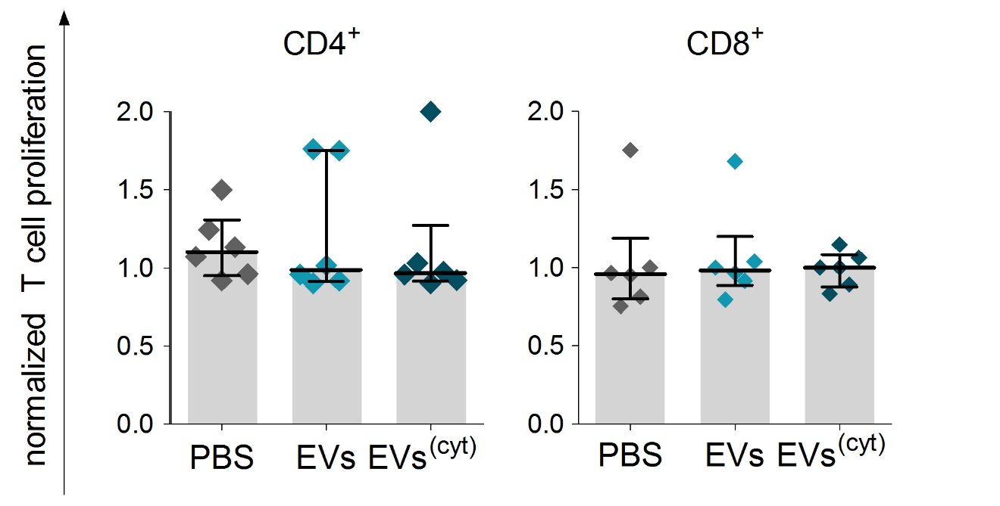 normalized T cell proliferation
CD4⁺
2.0
1.5
1.0
0.5
0.0
PBS EVs EVs⁽ᶜʸᵗ⁾
CD8⁺
2.0
1.5
1.0
0.5
0.0
PBS EVs EVs⁽ᶜʸᵗ⁾